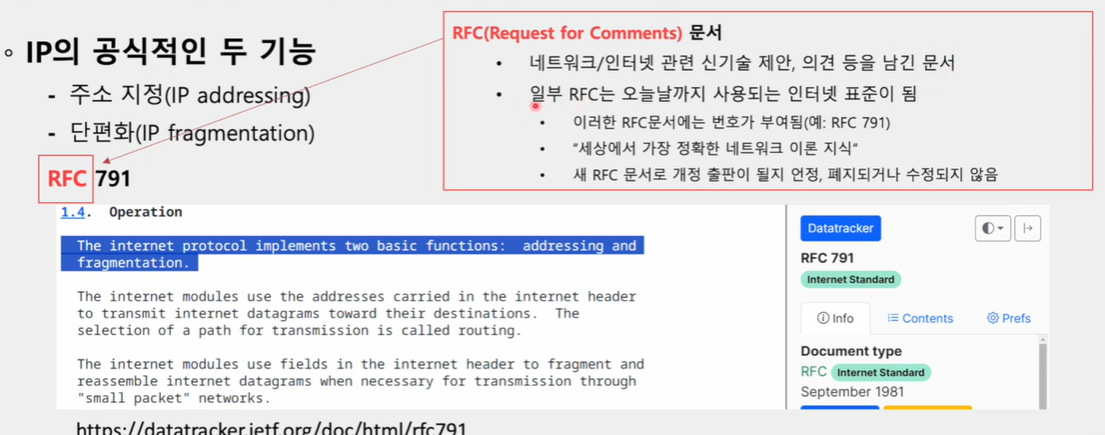 IP의 공식적인 두 기능
- 주소 지정(IP addressing)
- 단편화(IP fragmentation)
RFC 791
RFC(Request for Comments) 문서
• 네트워크/인터넷 관련 신기술 제안, 의견 등을 남긴 문서
• 일부 RFC는 오늘날까지 사용되는 인터넷 표준이 됨
• 이러한 RFC문서에는 번호가 부여됨(예: RFC 791)
• "세상에서 가장 정확한 네트워크 이론 지식"
• 새 RFC 문서로 개정 출판이 될지 언정, 폐지되거나 수정되지 않음
1.4. Operation
The internet protocol implements two basic functions: addressing and
fragmentation.
The internet modules use the addresses carried in the internet header
to transmit internet datagrams toward their destinations. The
selection of a path for transmission is called routing.
The internet modules use fields in the internet header to fragment and
reassemble internet datagrams when necessary for transmission through
"small packet" networks.
Datatracker
RFC 791
Internet Standard
Info Contents Prefs
Document type
RFC Internet Standard
September 1981
https://datatracker.ietf.org/doc/html/rfc791